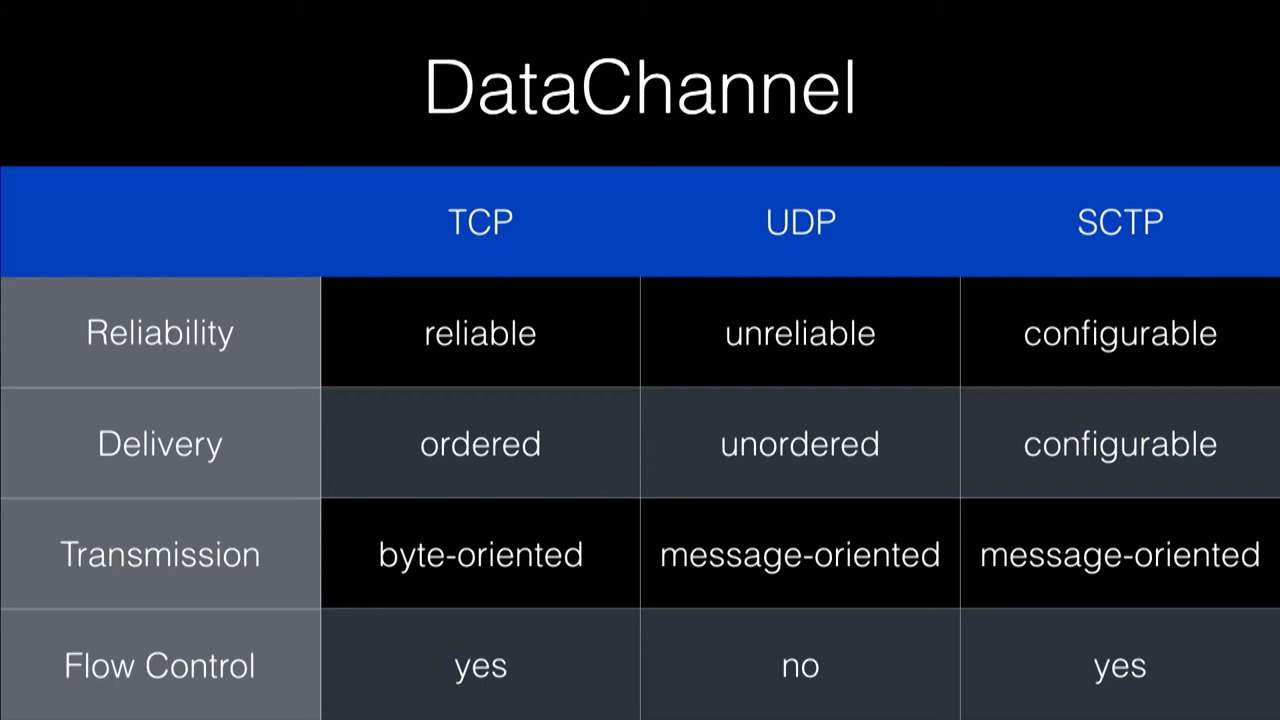 DataChannel
TCP UDP SCTP
Reliability reliable unreliable configurable
Delivery ordered unordered configurable
Transmission byte-oriented message-oriented message-oriented
Flow Control yes no yes